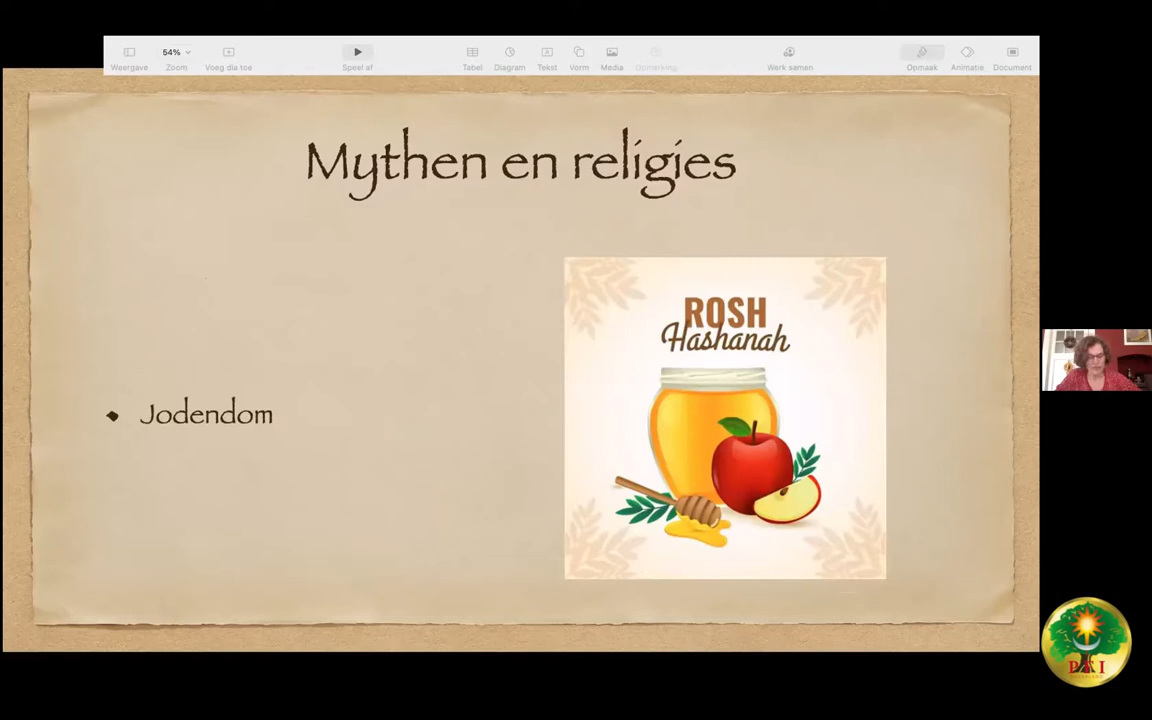 54%
Weergave
Zoom
Voeg dia toe
Speel af
Tabel
Diagram
Tekst
Vorm
Media
Opmerking
Werk samen
Opmaak
Animatie
Document
Mythen en religies
ROSH
Hashanah
Jodendom